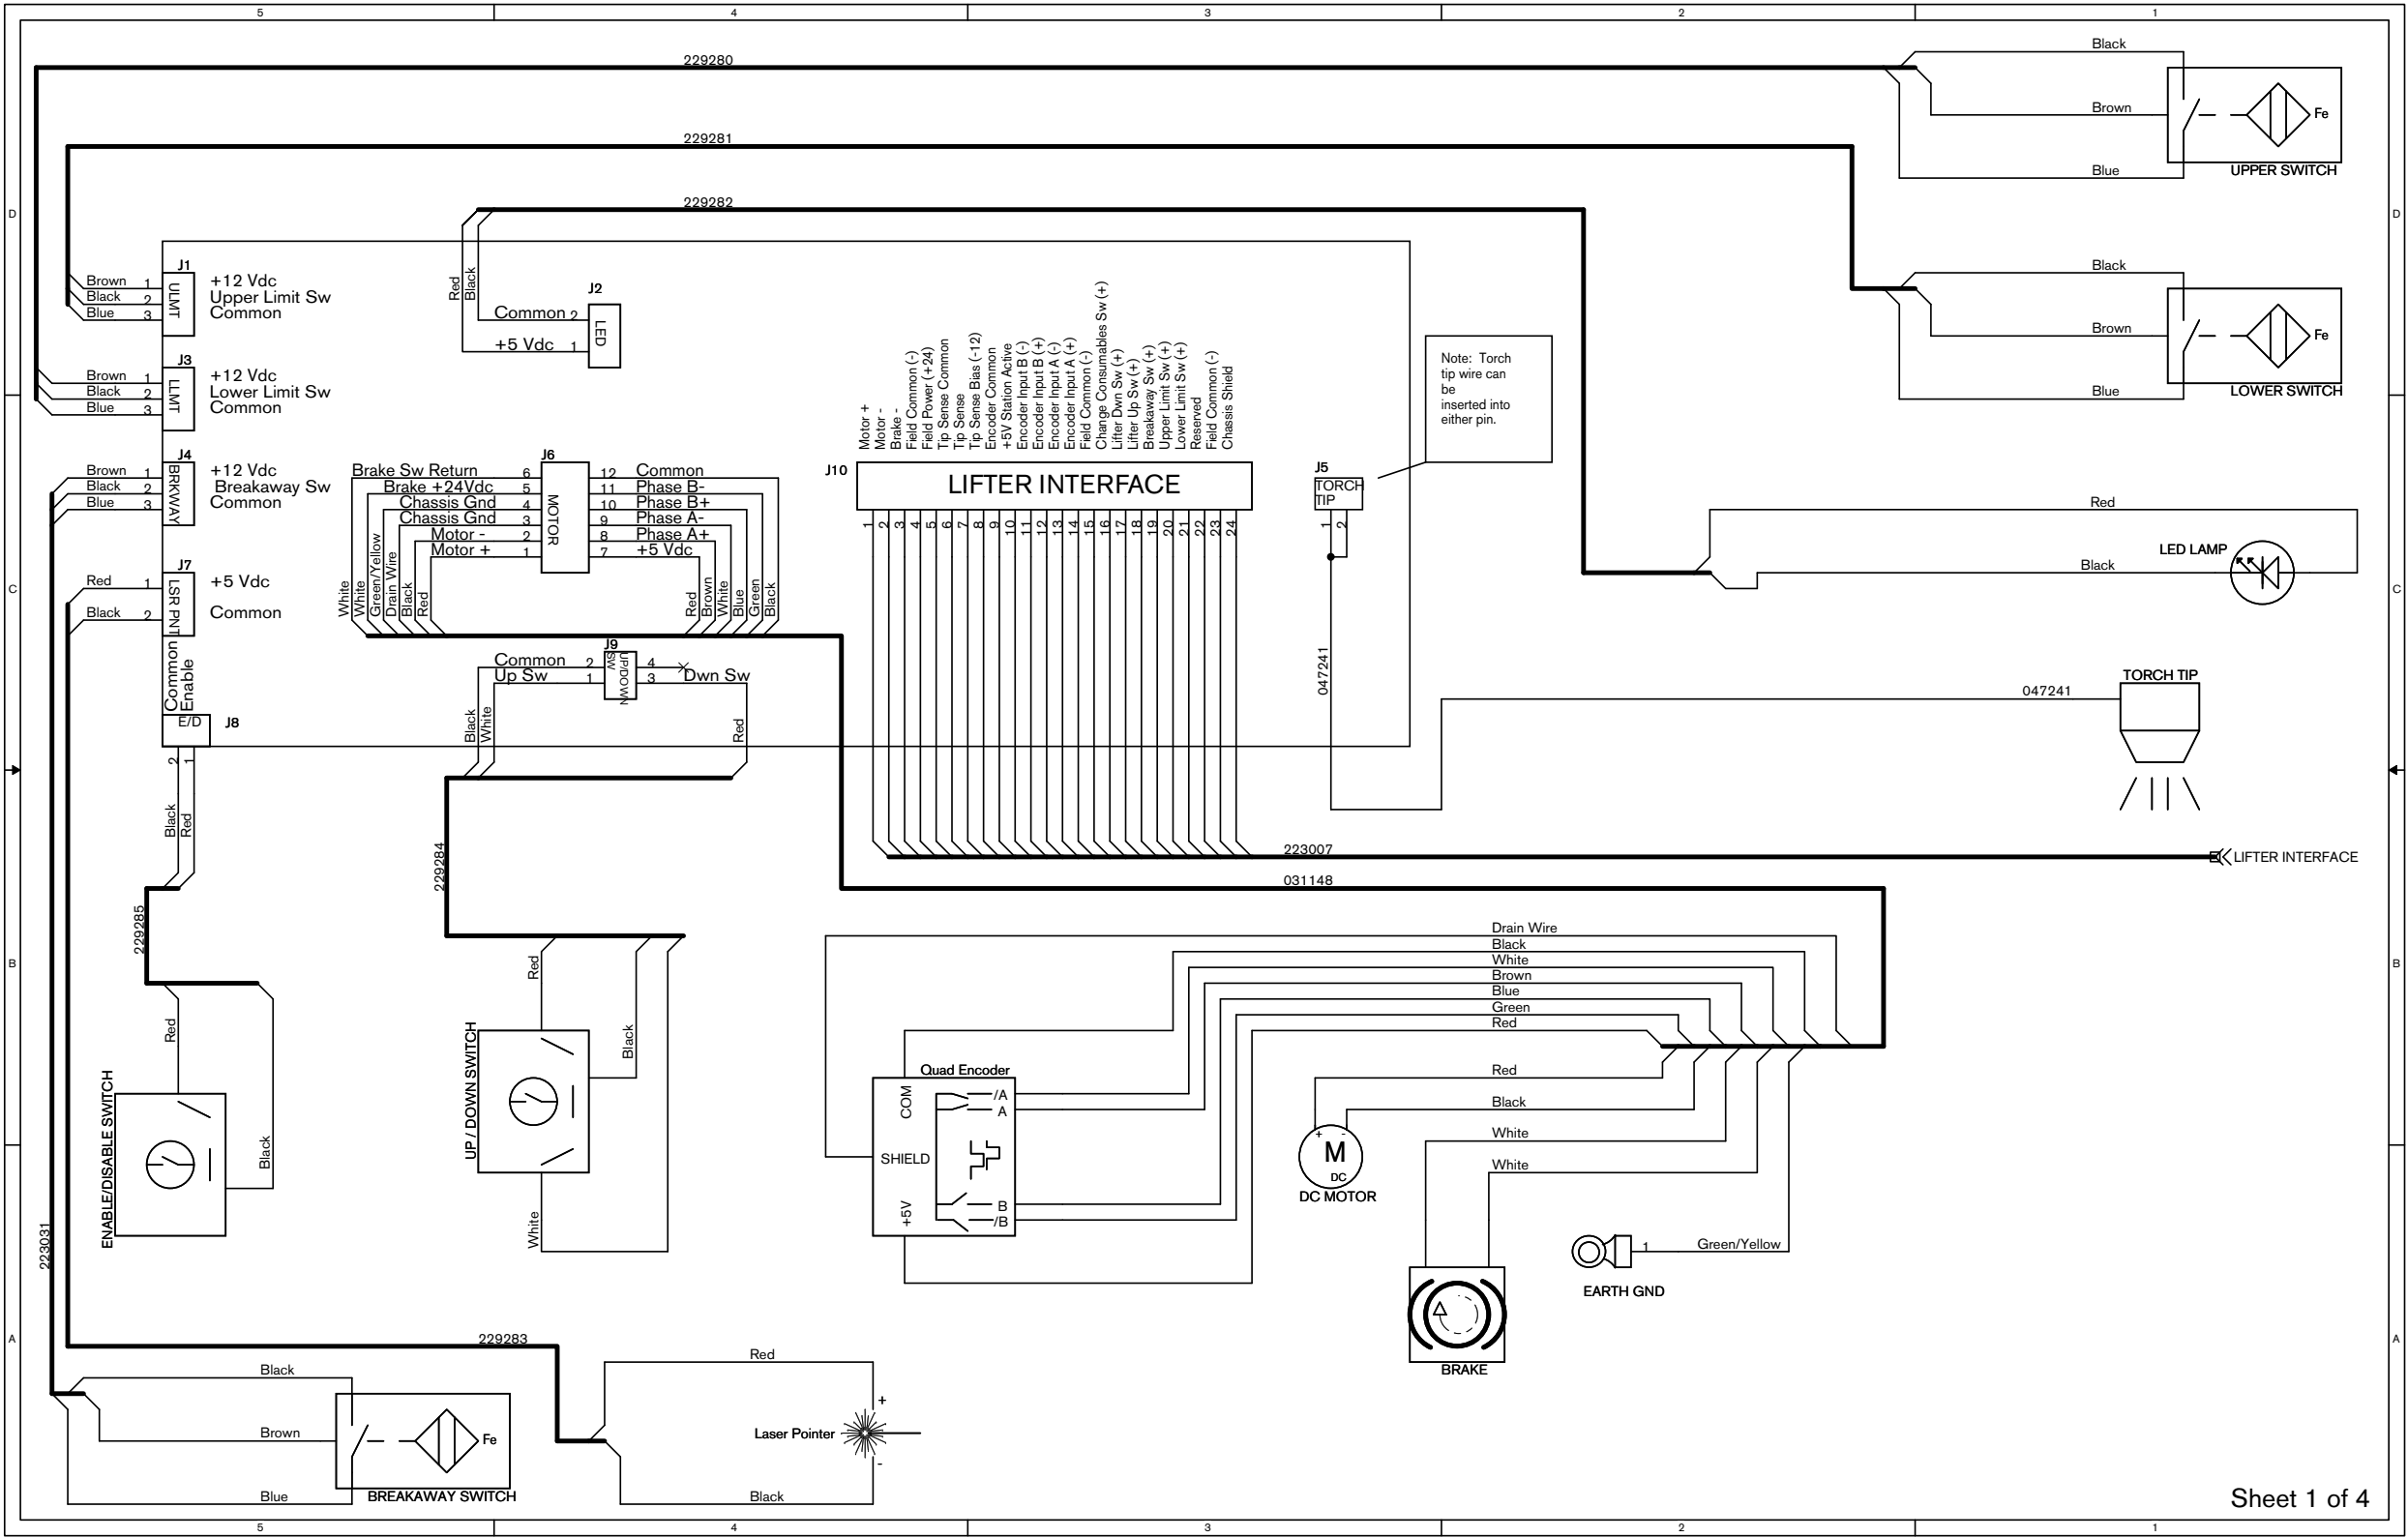 5 4 3 2 1
229280
Black
Brown
Fe
Blue
UPPER SWITCH
229281
229282
D
D
Black
Brown
Fe
Blue
LOWER SWITCH
J1
ULMT
Brown 1 +12 Vdc
Black 2 Upper Limit Sw
Blue 3 Common
Red
Black
J2
LED
Common 2
+5 Vdc 1
J3
LLMT
Brown 1 +12 Vdc
Black 2 Lower Limit Sw
Blue 3 Common
J4
BRKWAY
Brown 1 +12 Vdc
Black 2 Breakaway Sw
Blue 3 Common
J7
LSR PNT
Red 1 +5 Vdc
Black 2 Common
Common
Enable
E/D
J8
2
1
Black
Red
J6
MOTOR
Brake Sw Return 6
Brake +24Vdc 5
Chassis Gnd 4
Chassis Gnd 3
Motor - 2
Motor + 1
12 Common
11 Phase B-
10 Phase B+
9 Phase A-
8 Phase A+
7 +5 Vdc
White
White
Green/Yellow
Drain Wire
Black
Red
Red
Brown
White
Blue
Green
Black
J9
UP/DOWN
SW
Common 2
Up Sw 1
4
3 Dwn Sw
Black
White
Red
Motor +
Motor -
Brake -
Field Common (-)
Field Power (+24)
Tip Sense Common
Tip Sense
Tip Sense Bias (-12)
Encoder Common
+5V Station Active
Encoder Input B (-)
Encoder Input B (+)
Encoder Input A (-)
Encoder Input A (+)
Field Common (-)
Change Consumables Sw (+)
Lifter Dwn Sw (+)
Lifter Up Sw (+)
Breakaway Sw (+)
Upper Limit Sw (+)
Lower Limit Sw (+)
Reserved
Field Common (-)
Chassis Shield
J10
LIFTER INTERFACE
1 2 3 4 5 6 7 8 9 10 11 12 13 14 15 16 17 18 19 20 21 22 23 24
Note: Torch
tip wire can
be
inserted into
either pin.
J5
TORCH
TIP
1
2
047241
C
C
Red
LED LAMP
Black
047241
TORCH TIP
223007
LIFTER INTERFACE
031148
229285
Red
Black
ENABLE/DISABLE SWITCH
229284
Red
Black
White
UP / DOWN SWITCH
B
B
Drain Wire
Black
White
Brown
Blue
Green
Red
Quad Encoder
COM
/A
A
SHIELD
+5V
B
/B
Red
Black
+ -
M
DC
DC MOTOR
White
White
BRAKE
1 Green/Yellow
EARTH GND
223031
A
A
229283
Black
Brown
Fe
Blue
BREAKAWAY SWITCH
Red
+
Laser Pointer
-
Black
Sheet 1 of 4
5 4 3 2 1